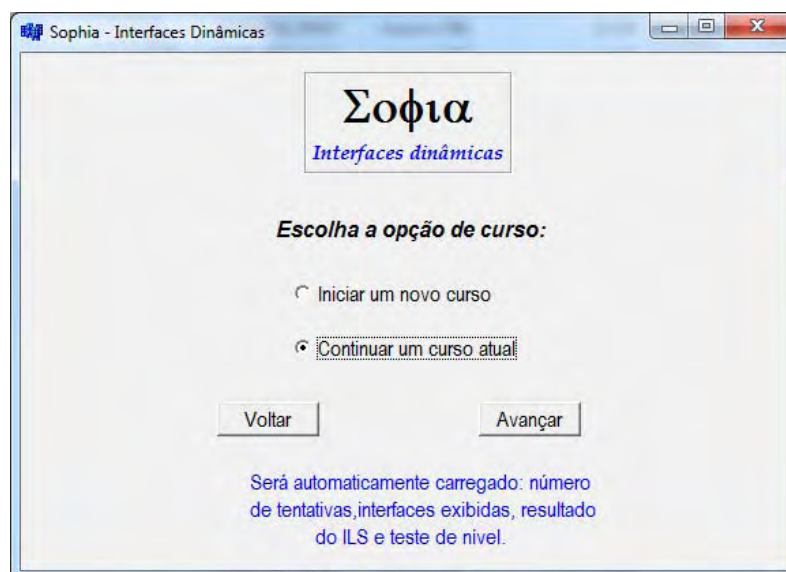 Sophia - Interfaces Dinâmicas
Σοφια
Interfaces dinâmicas
Escolha a opção de curso:
Iniciar um novo curso
Continuar um curso atual
Voltar
Avançar
Será automaticamente carregado: número
de tentativas,interfaces exibidas, resultado
do ILS e teste de nível.